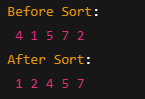 Before Sort:
4 1 5 7 2
After Sort:
1 2 4 5 7